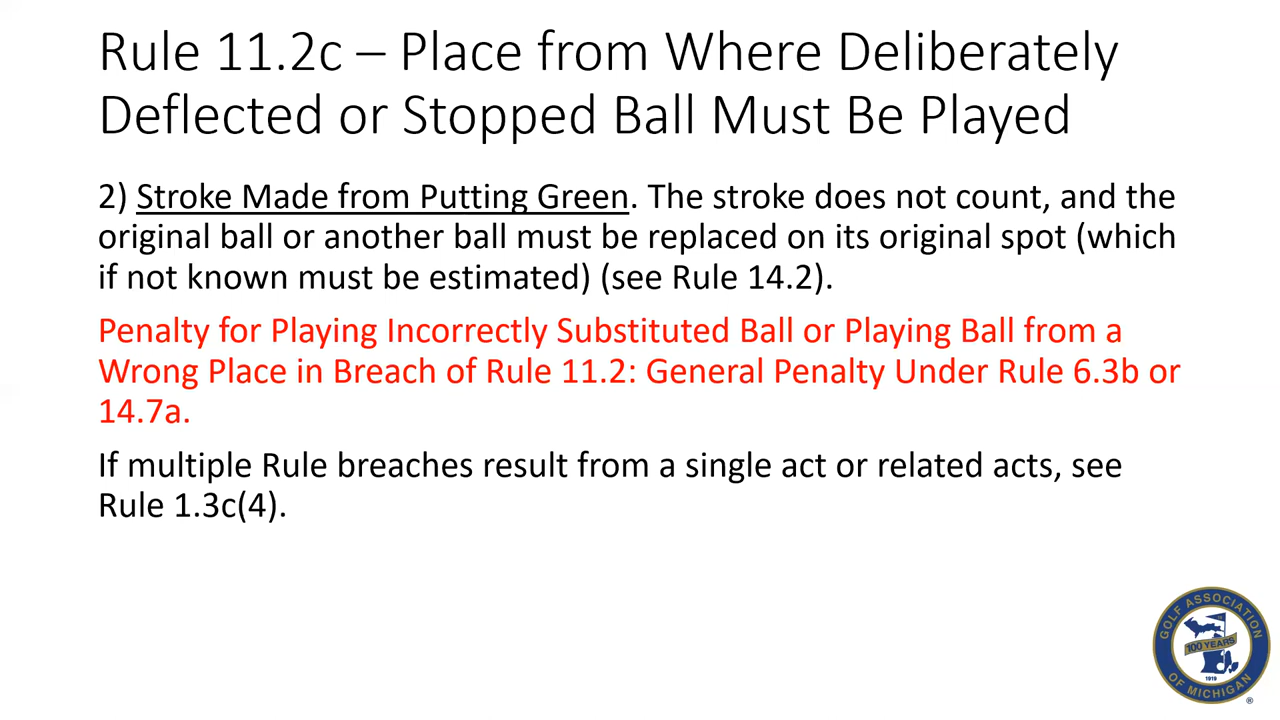 Rule 11.2c – Place from Where Deliberately
Deflected or Stopped Ball Must Be Played
2) Stroke Made from Putting Green. The stroke does not count, and the
original ball or another ball must be replaced on its original spot (which
if not known must be estimated) (see Rule 14.2).
Penalty for Playing Incorrectly Substituted Ball or Playing Ball from a
Wrong Place in Breach of Rule 11.2: General Penalty Under Rule 6.3b or
14.7a.
If multiple Rule breaches result from a single act or related acts, see
Rule 1.3c(4).
GOLF ASSOCIATION
100 YEARS
1919
OF MICHIGAN
®